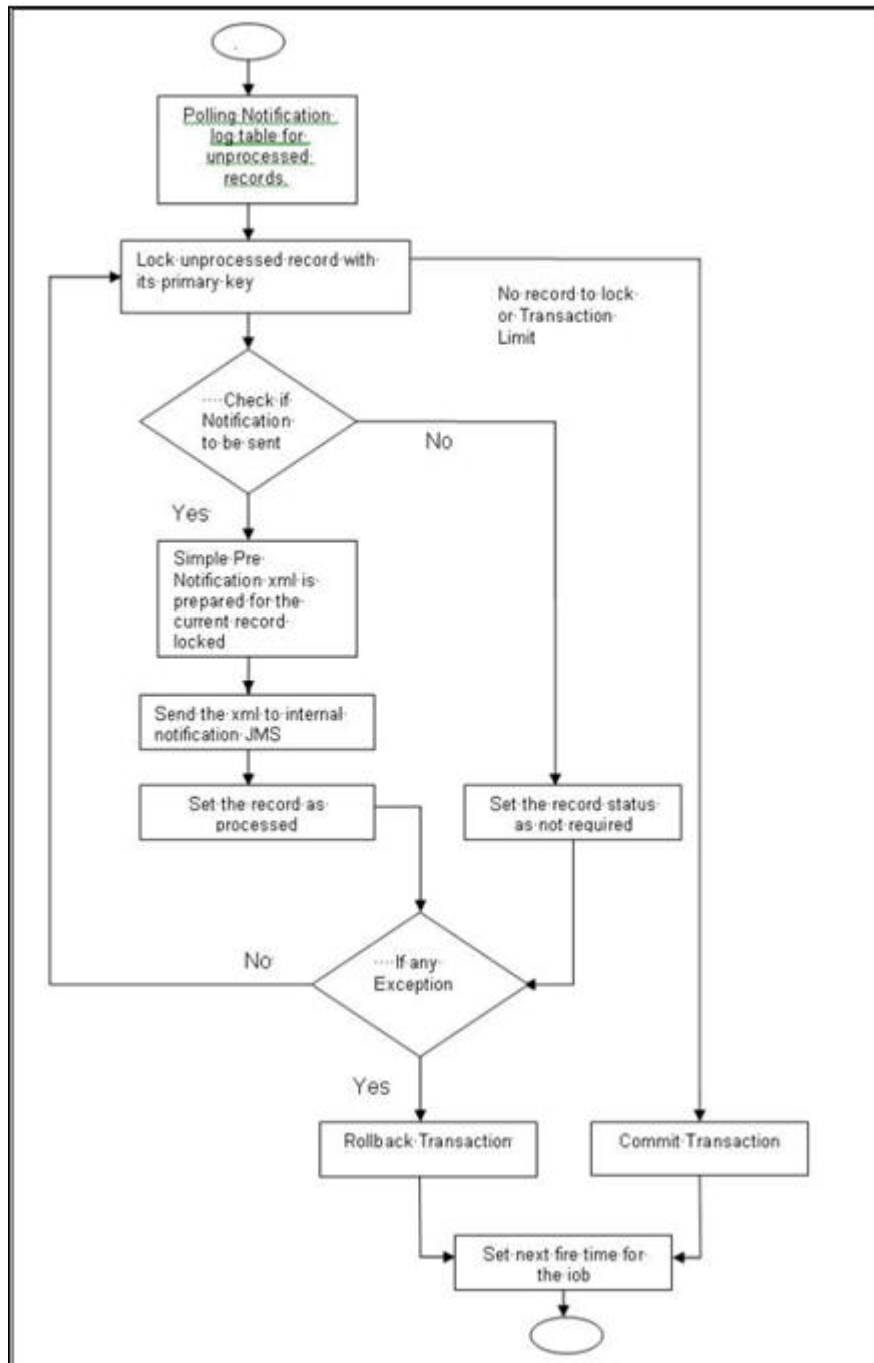 Polling Notification
log table for
unprocessed
records.
Lock unprocessed record with
its primary key
No record to lock
or Transaction
Limit
Check if
Notification
to be sent
No
Yes
Simple Pre
Notification xml is
prepared for the
current record
locked
Send the xml to internal
notification JMS
Set the record as
processed
Set the record status
as not required
If any
Exception
No
Yes
Rollback Transaction
Commit Transaction
Set next fire time for
the job